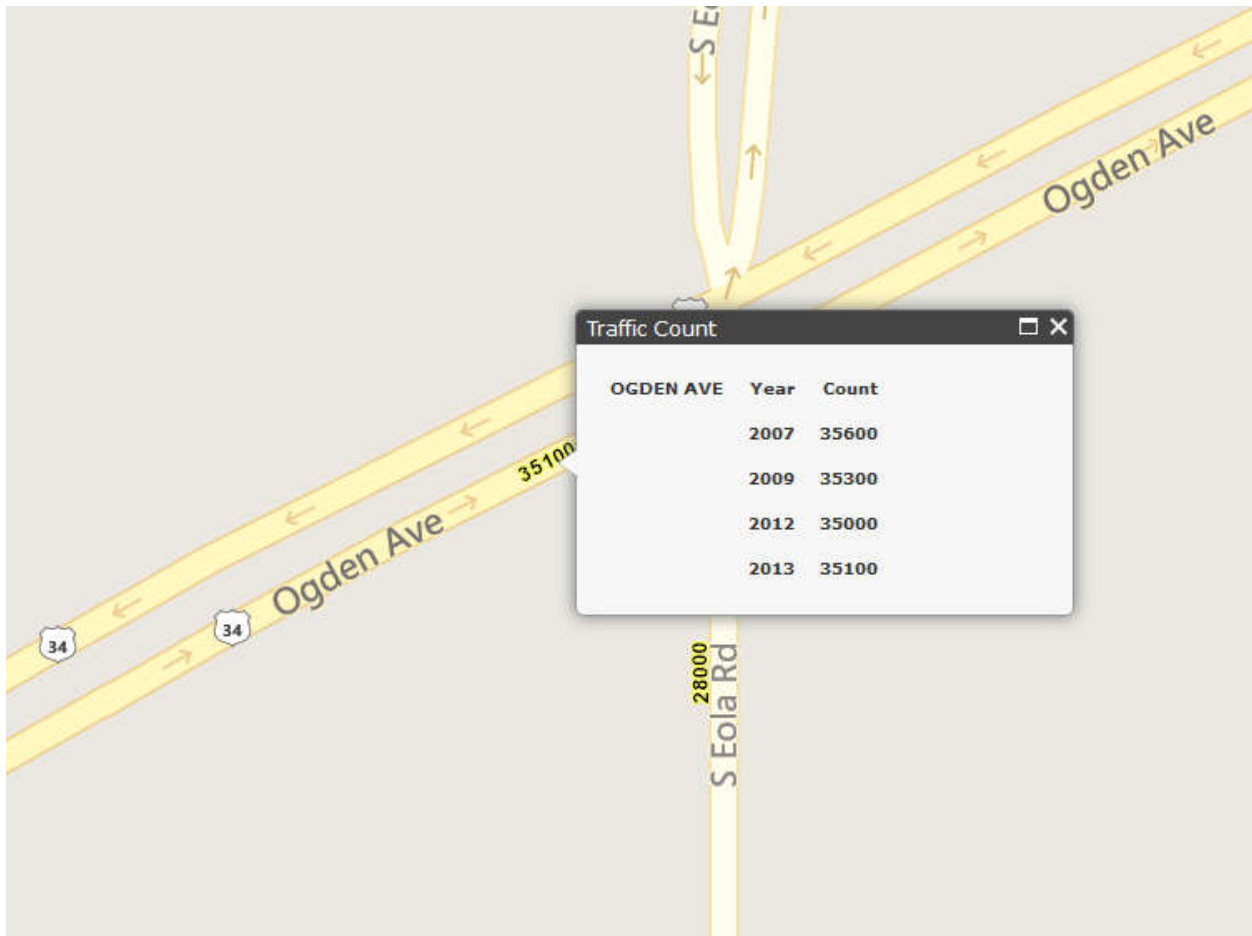 S E
Ogden Ave
Traffic Count
OGDEN AVE Year Count
2007 35600
2009 35300
2012 35000
2013 35100
35100
Ogden Ave
34
34
28000
S Eola Rd